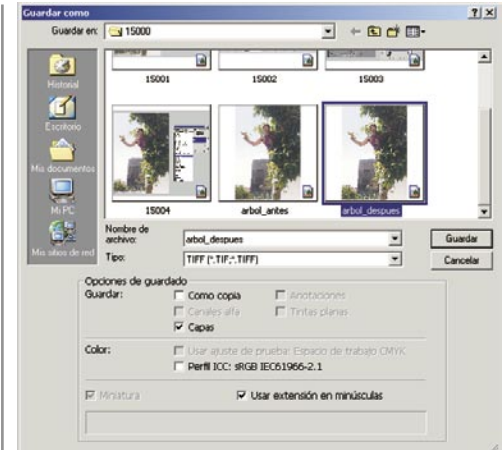 Guardar como
Guardar en: 15000
15001 15002 15003
Historial
Escritorio
Mis documentos
Mi PC
Mis sitios de red
15004 arbol_antes arbol_despues
Nombre de archivo: arbol_despues Guardar
Tipo: TIFF (*.TIF;*.TIFF) Cancelar
Opciones de guardado
Guardar: Como copia Anotaciones
Canales alfa Tintas planas
Capas
Color: Usar ajuste de prueba: Espacio de trabajo CMYK
Perfil ICC: sRGB IEC61966-2.1
Miniatura Usar extensión en minúsculas